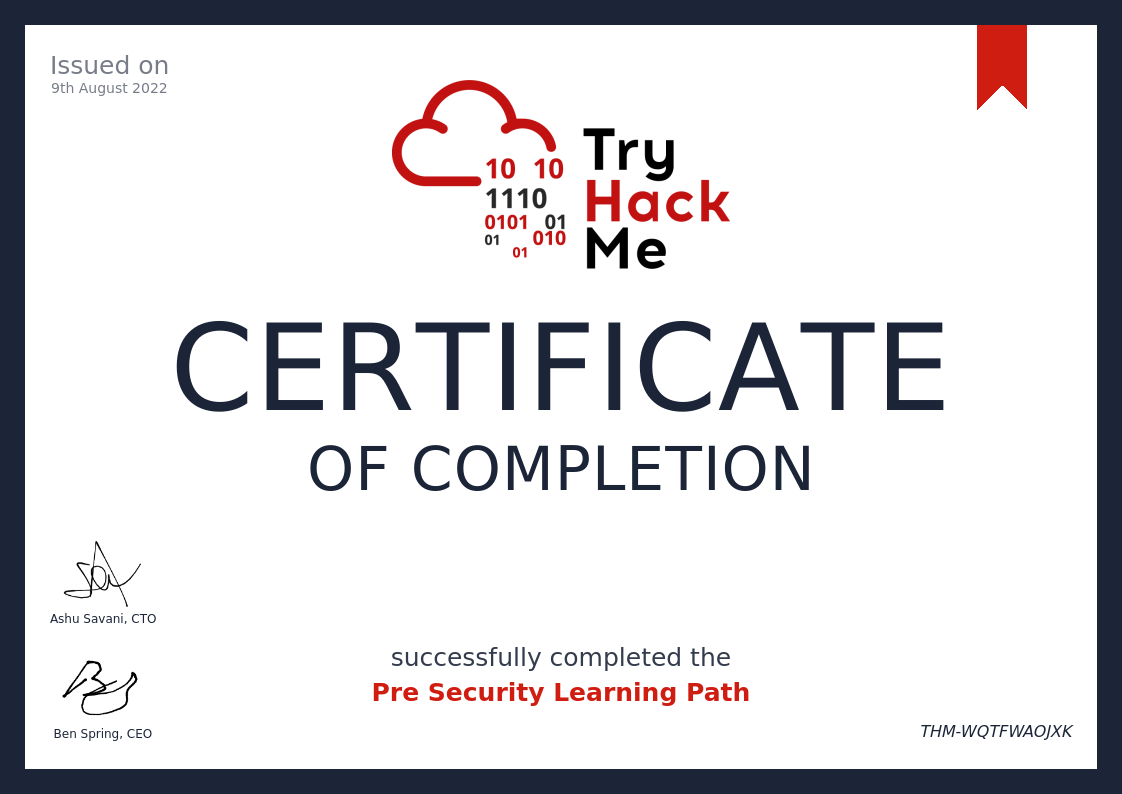 Issued on
9th August 2022
10 10
1110
0101 01
01 010
01
Try
Hack
Me
CERTIFICATE
OF COMPLETION
Ashu Savani, CTO
successfully completed the
Pre Security Learning Path
Ben Spring, CEO
THM-WQTFWAOJXK